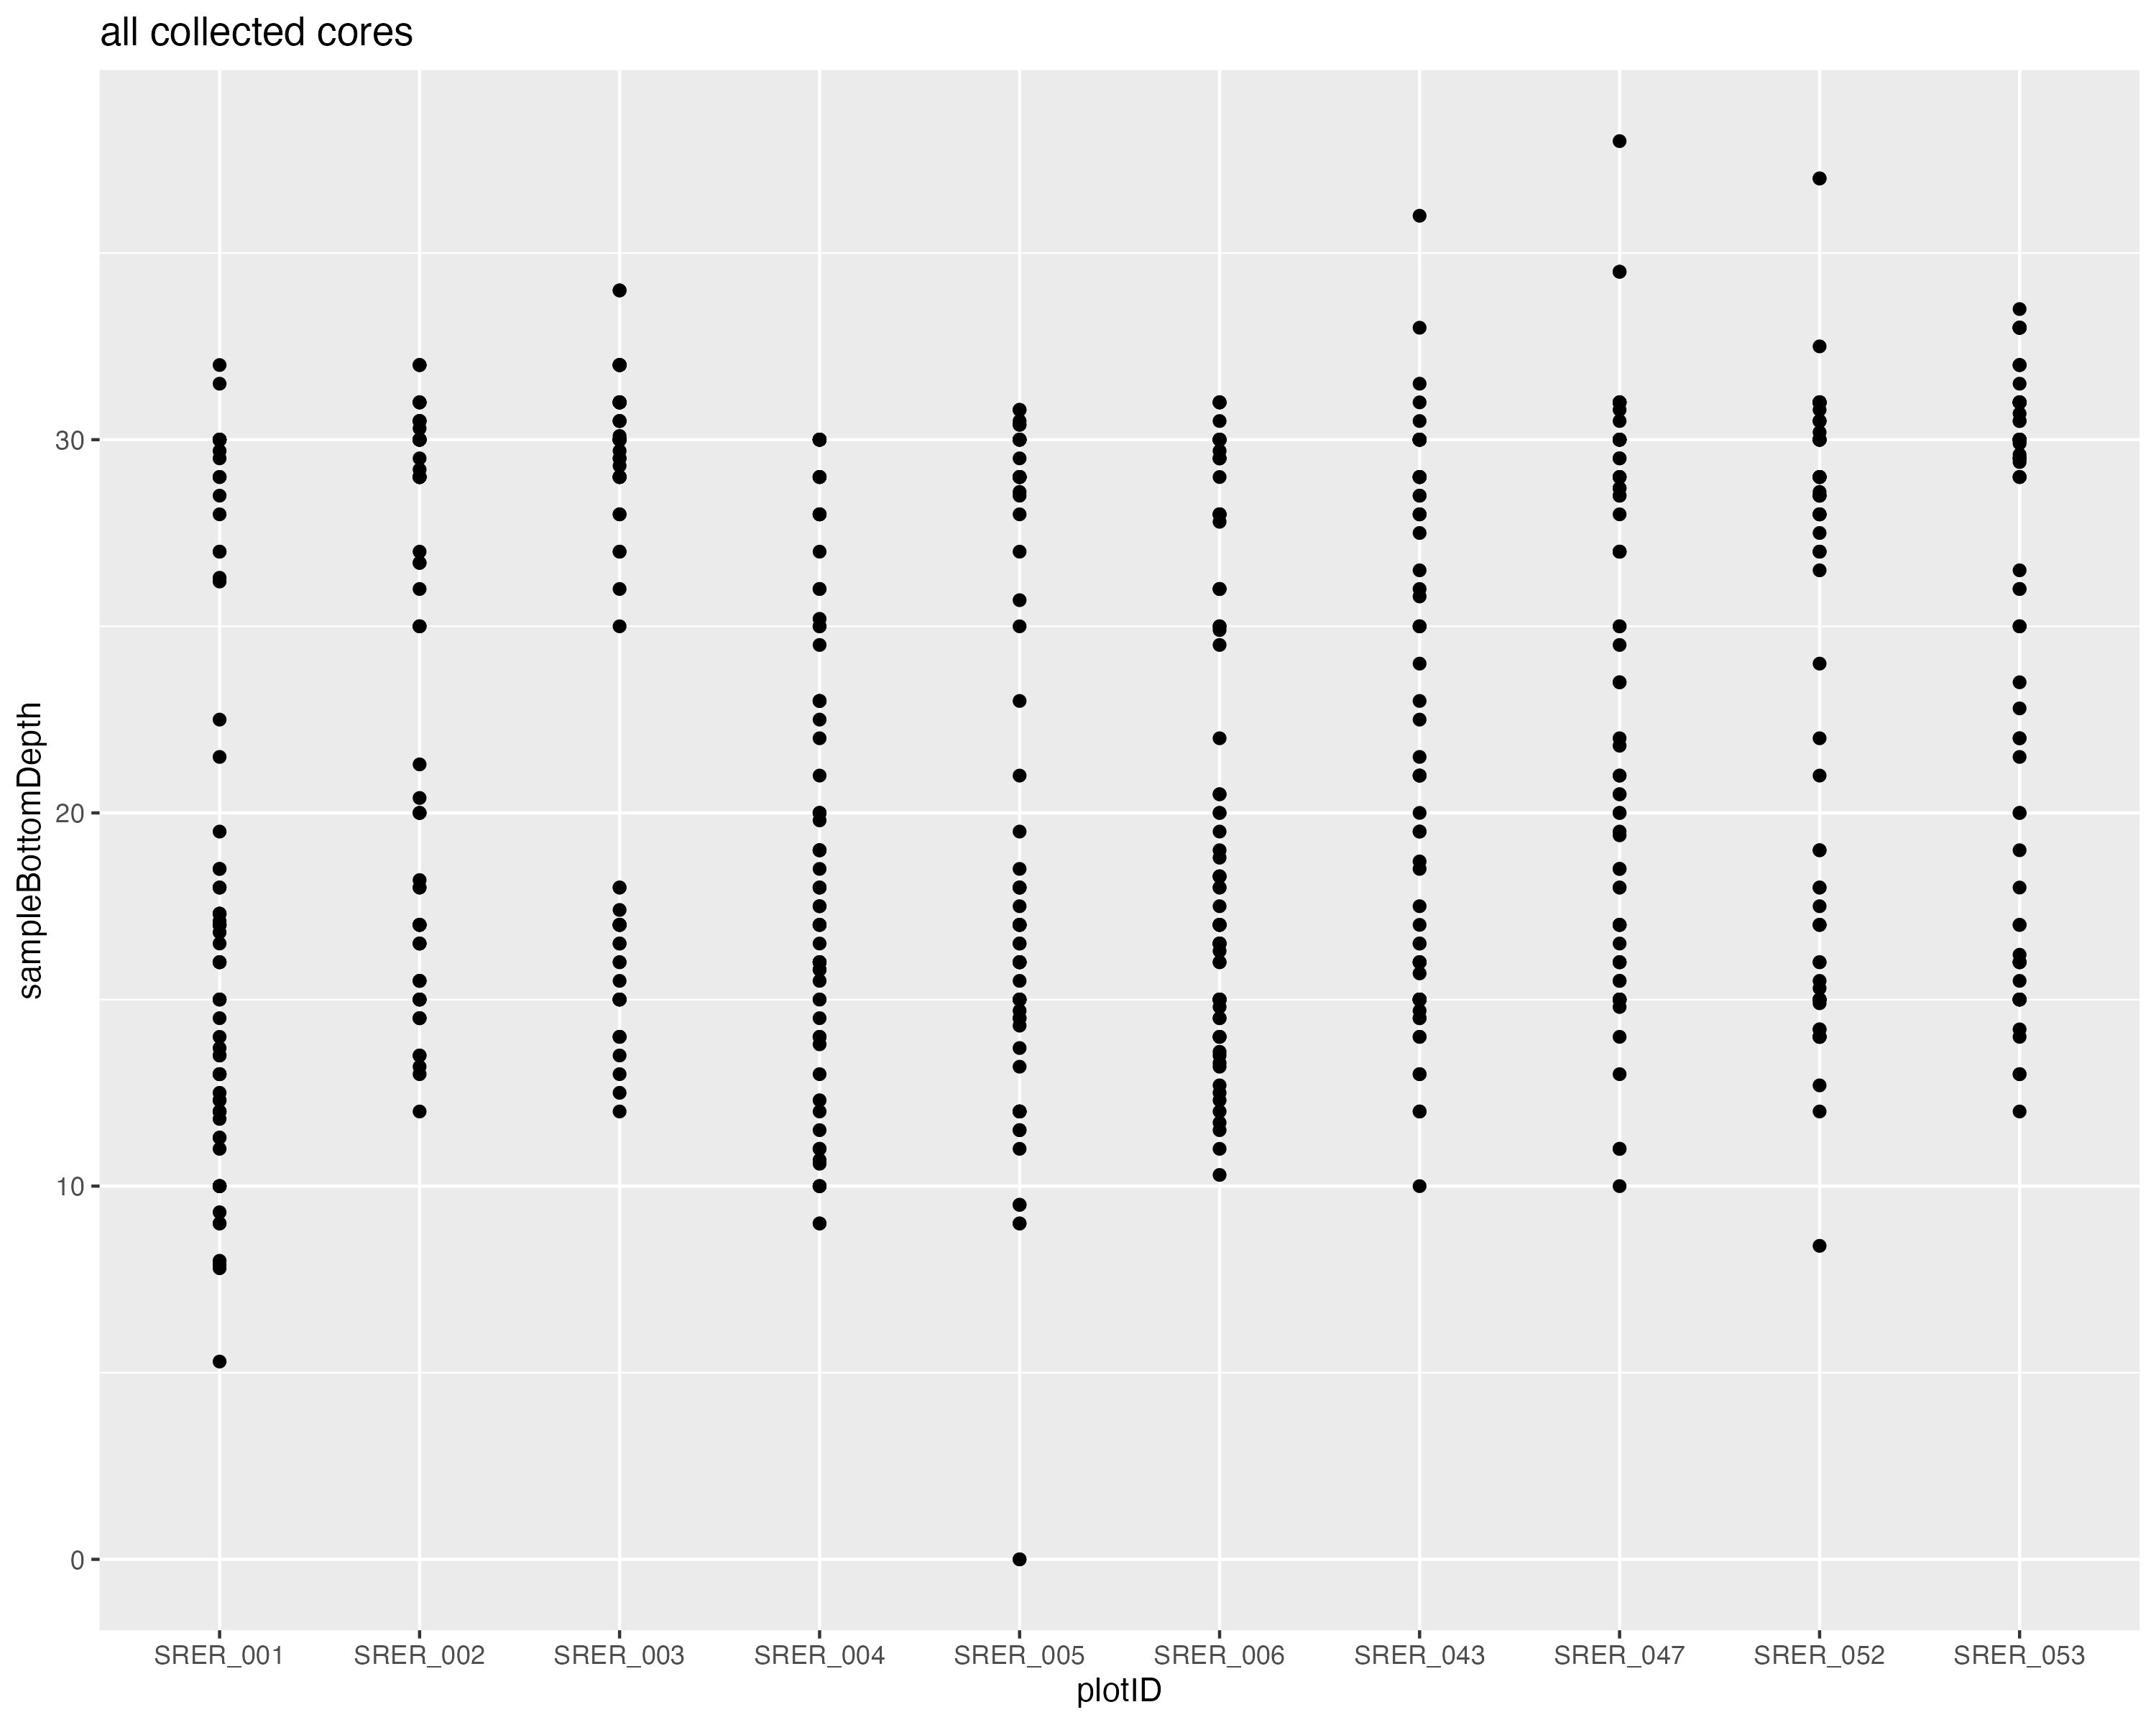 all collected cores
sampleBottomDepth
30
20
10
0
SRER_001 SRER_002 SRER_003 SRER_004 SRER_005 SRER_006 SRER_043 SRER_047 SRER_052 SRER_053
plotID